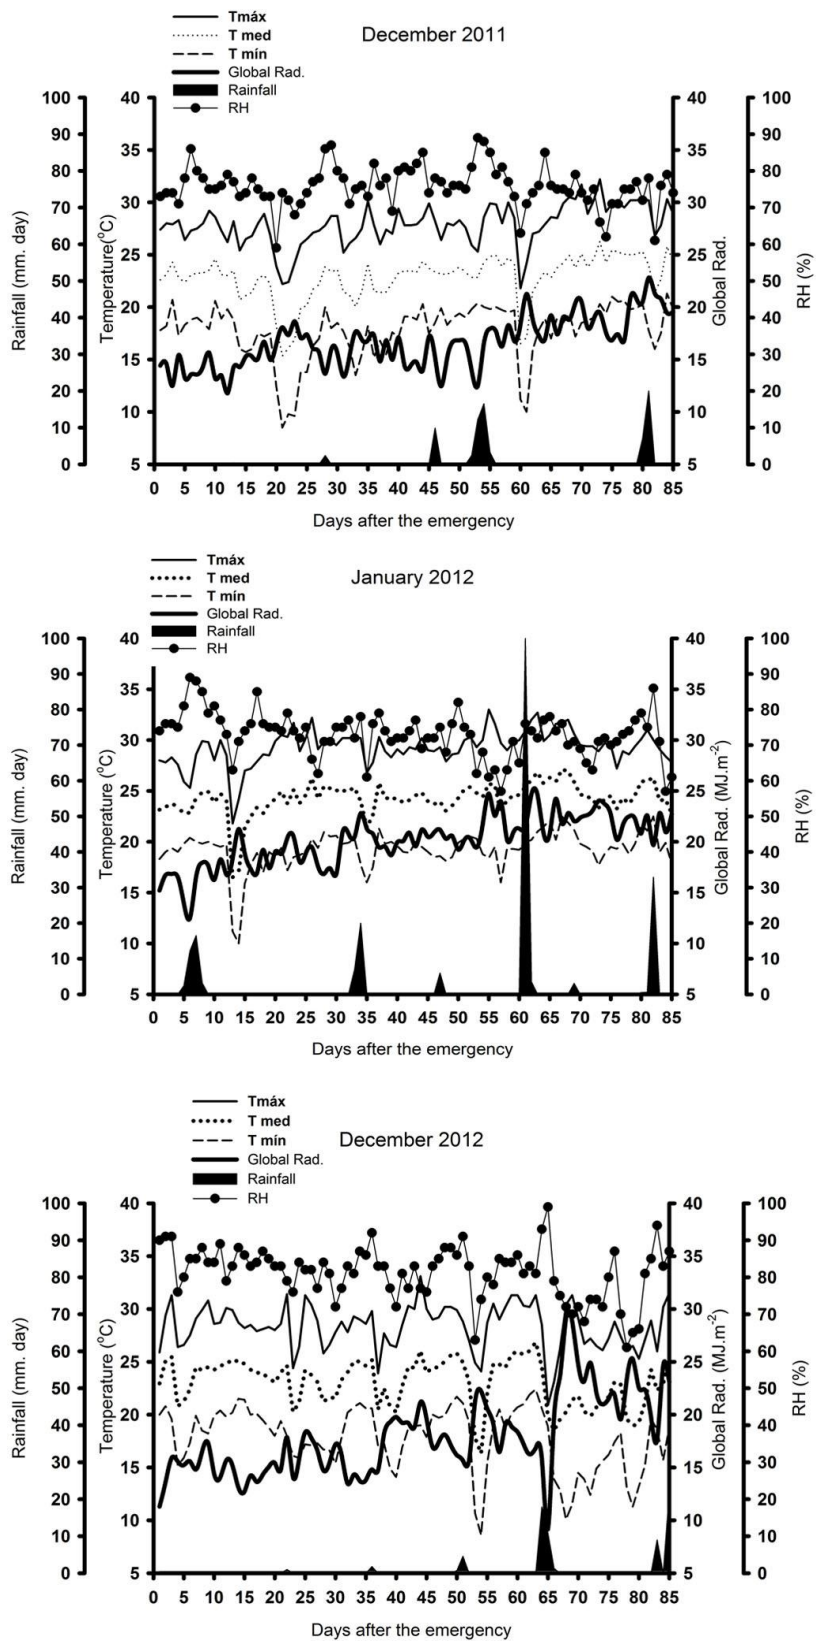 Tmáx
T med
T mín
Global Rad.
Rainfall
RH
December 2011
Rainfall (mm. day)
100
90
80
70
60
50
40
30
20
10
0
Temperature(°C)
40
35
30
25
20
15
10
5
Global Rad.
40
35
30
25
20
15
10
5
RH (%)
100
90
80
70
60
50
40
30
20
10
0
0 5 10 15 20 25 30 35 40 45 50 55 60 65 70 75 80 85
Days after the emergency
Tmáx
T med
T mín
Global Rad.
Rainfall
RH
January 2012
Rainfall (mm. day)
100
90
80
70
60
50
40
30
20
10
0
Temperature (°C)
40
35
30
25
20
15
10
5
Global Rad. (MJ.m⁻²)
40
35
30
25
20
15
10
5
RH (%)
100
90
80
70
60
50
40
30
20
10
0
0 5 10 15 20 25 30 35 40 45 50 55 60 65 70 75 80 85
Days after the emergency
Tmáx
T med
T mín
Global Rad.
Rainfall
RH
December 2012
Rainfall (mm. day)
100
90
80
70
60
50
40
30
20
10
0
Temperature (°C)
40
35
30
25
20
15
10
5
Global Rad. (MJ.m⁻²)
40
35
30
25
20
15
10
5
RH (%)
100
90
80
70
60
50
40
30
20
10
0
0 5 10 15 20 25 30 35 40 45 50 55 60 65 70 75 80 85
Days after the emergency